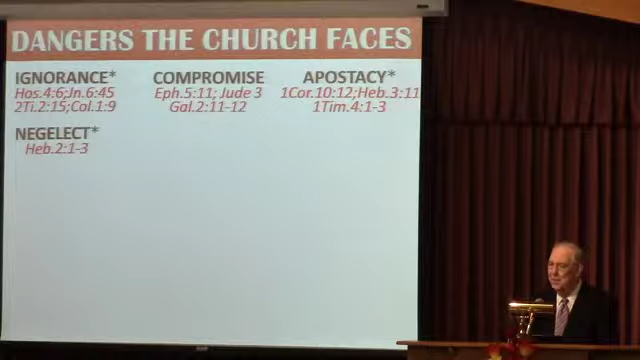 DANGERS THE CHURCH FACES
IGNORANCE*
Hos.4:6;Jn.6:45
2Ti.2:15;Col.1:9
COMPROMISE
Eph.5:11; Jude 3
Gal.2:11-12
APOSTACY*
1Cor.10:12;Heb.3:11
1Tim.4:1-3
NEGELECT*
Heb.2:1-3